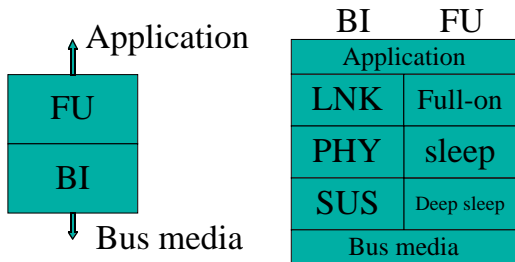 Application
FU
BI
Bus media
BI FU
Application
LNK Full-on
PHY sleep
SUS Deep sleep
Bus media